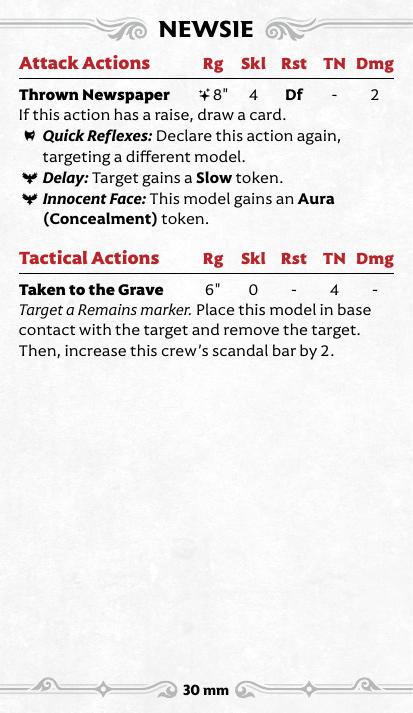 NEWSIE
Attack Actions Rg Skl Rst TN Dmg
Thrown Newspaper 8" 4 Df - 2
If this action has a raise, draw a card.
Quick Reflexes: Declare this action again,
targeting a different model.
Delay: Target gains a Slow token.
Innocent Face: This model gains an Aura
(Concealment) token.
Tactical Actions Rg Skl Rst TN Dmg
Taken to the Grave 6" 0 - 4 -
Target a Remains marker. Place this model in base
contact with the target and remove the target.
Then, increase this crew's scandal bar by 2.
30 mm